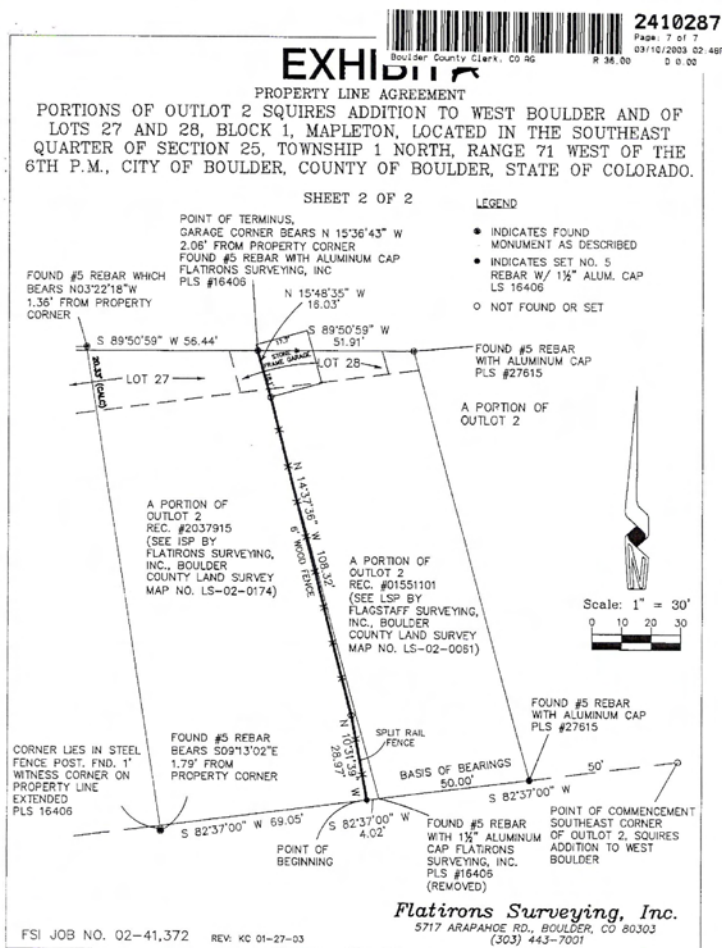 2410287
Page: 7 of 7
03/10/2003 02:48P
Boulder County Clerk, CO AG
R 36.00
D 0.00
EXHIBIT A
PROPERTY LINE AGREEMENT
PORTIONS OF OUTLOT 2 SQUIRES ADDITION TO WEST BOULDER AND OF
LOTS 27 AND 28, BLOCK 1, MAPLETON, LOCATED IN THE SOUTHEAST
QUARTER OF SECTION 25, TOWNSHIP 1 NORTH, RANGE 71 WEST OF THE
6TH P.M., CITY OF BOULDER, COUNTY OF BOULDER, STATE OF COLORADO.
SHEET 2 OF 2
LEGEND
INDICATES FOUND
MONUMENT AS DESCRIBED
INDICATES SET NO. 5
REBAR W/ 1½" ALUM. CAP
LS 16406
NOT FOUND OR SET
POINT OF TERMINUS,
GARAGE CORNER BEARS N 15°36'43" W
2.06' FROM PROPERTY CORNER
FOUND #5 REBAR WITH ALUMINUM CAP
FLATIRONS SURVEYING, INC
PLS #16406
FOUND #5 REBAR WHICH
BEARS N03°22'18"W
1.36' FROM PROPERTY
CORNER
N 15°48'35" W
16.03'
S 89°50'59" W 56.44'
S 89°50'59" W
51.91'
FOUND #5 REBAR
WITH ALUMINUM CAP
PLS #27615
STONE
FRAME GARAGE
LOT 27
LOT 28
20.33' (CALC)
A PORTION OF
OUTLOT 2
A PORTION OF
OUTLOT 2
REC. #2037915
(SEE ISP BY
FLATIRONS SURVEYING,
INC., BOULDER
COUNTY LAND SURVEY
MAP NO. LS-02-0174)
N 14°37'36" W 108.32'
6' WOOD FENCE
A PORTION OF
OUTLOT 2
REC. #01551101
(SEE LSP BY
FLAGSTAFF SURVEYING,
INC., BOULDER
COUNTY LAND SURVEY
MAP NO. LS-02-0061)
N
Scale: 1" = 30'
0 10 20 30
FOUND #5 REBAR
WITH ALUMINUM CAP
PLS #27615
CORNER LIES IN STEEL
FENCE POST. FND. 1'
WITNESS CORNER ON
PROPERTY LINE
EXTENDED
PLS 16406
FOUND #5 REBAR
BEARS S09°13'02"E
1.79' FROM
PROPERTY CORNER
N 10°31'39" W
28.97'
SPLIT RAIL
FENCE
BASIS OF BEARINGS
50.00'
S 82°37'00" W
50'
S 82°37'00" W 69.05'
S 82°37'00" W
4.02'
POINT OF
BEGINNING
FOUND #5 REBAR
WITH 1½" ALUMINUM
CAP FLATIRONS
SURVEYING, INC.
PLS #16406
(REMOVED)
POINT OF COMMENCEMENT
SOUTHEAST CORNER
OF OUTLOT 2, SQUIRES
ADDITION TO WEST
BOULDER
Flatirons Surveying, Inc.
5717 ARAPAHOE RD., BOULDER, CO 80303
(303) 443-7001
FSI JOB NO. 02-41,372
REV: KC 01-27-03